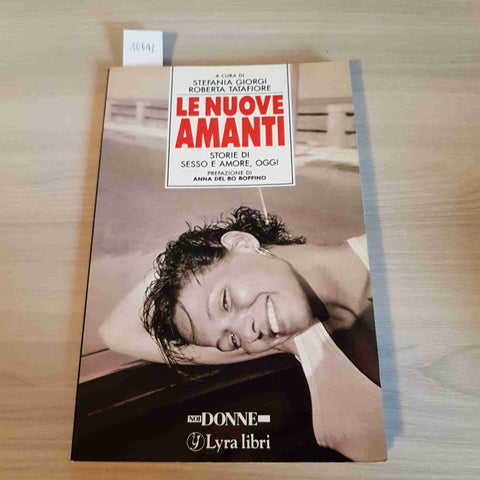 10642
A CURA DI
STEFANIA GIORGI
ROBERTA TATAFIORE
LE NUOVE
AMANTI
STORIE DI
SESSO E AMORE, OGGI
PREFAZIONE DI
ANNA DEL BO BOFFINO
NOI DONNE
Lyra libri